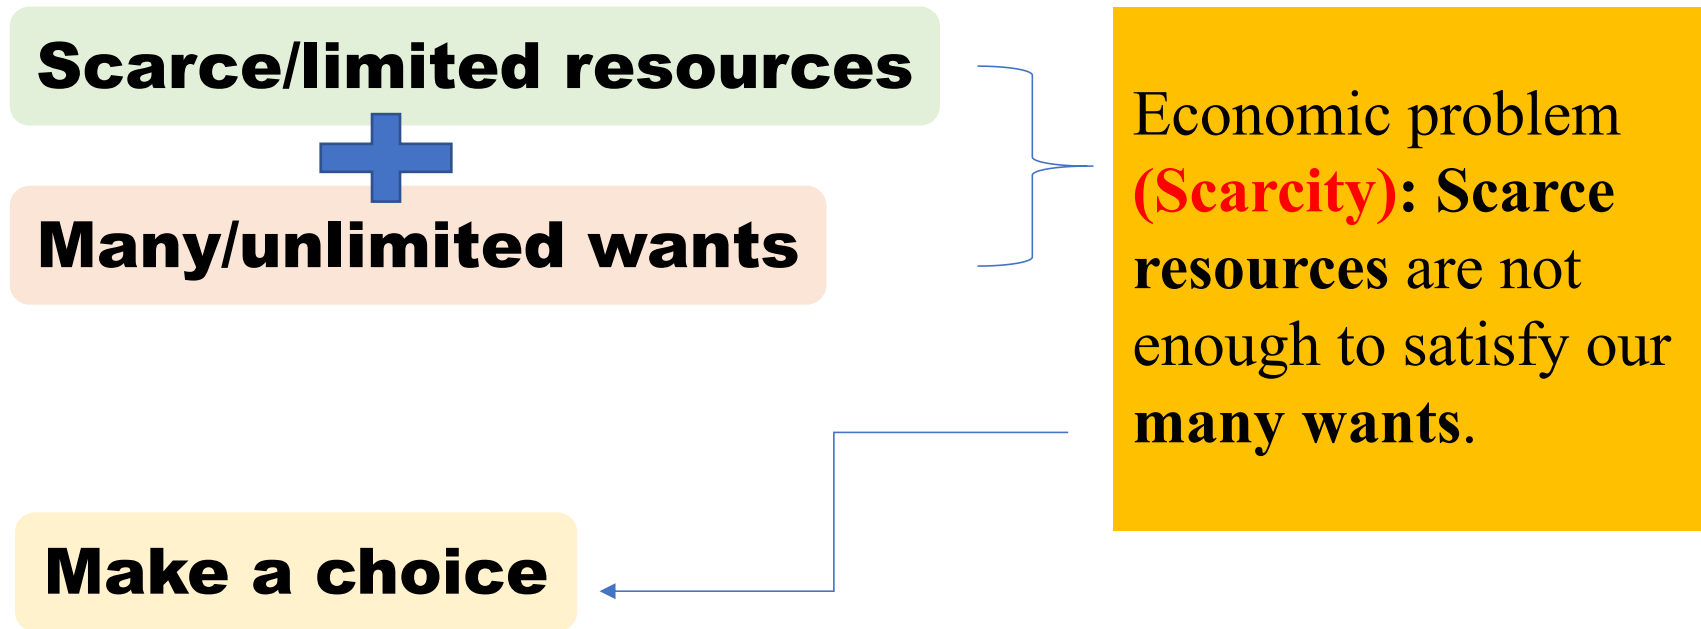 Scarce/limited resources
Many/unlimited wants
Economic problem
(Scarcity): Scarce
resources are not
enough to satisfy our
many wants.
Make a choice